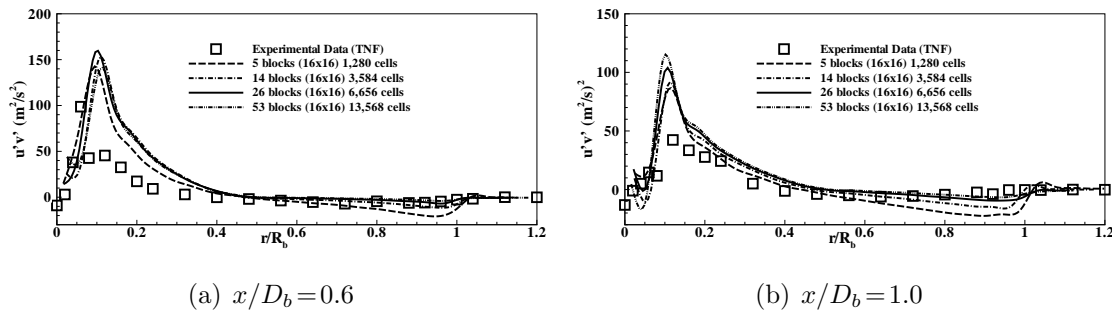 200
150
100
50
0
u'v' (m²/s²)
Experimental Data (TNF)
5 blocks (16x16) 1,280 cells
14 blocks (16x16) 3,584 cells
26 blocks (16x16) 6,656 cells
53 blocks (16x16) 13,568 cells
0 0.2 0.4 0.6 0.8 1 1.2
r/R_b
(a) x/D_b=0.6
150
100
50
0
u'v' (m²/s)²
Experimental Data (TNF)
5 blocks (16x16) 1,280 cells
14 blocks (16x16) 3,584 cells
26 blocks (16x16) 6,656 cells
53 blocks (16x16) 13,568 cells
0 0.2 0.4 0.6 0.8 1 1.2
r/R_b
(b) x/D_b=1.0